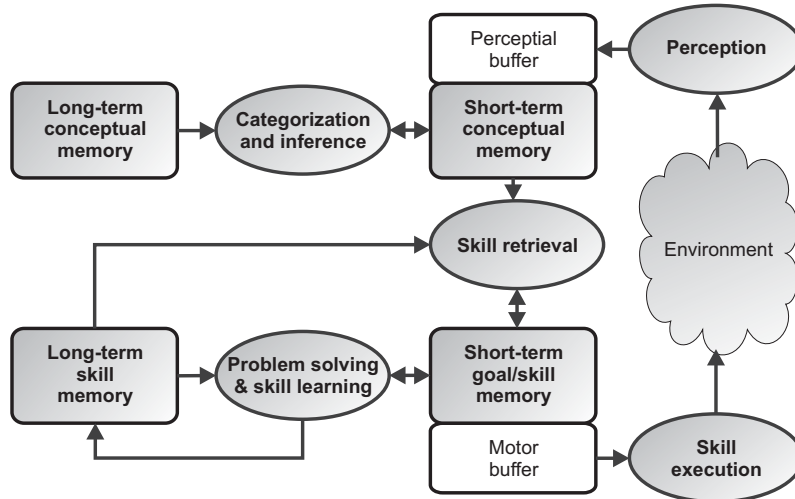 Perceptial
buffer
Perception
Long-term
conceptual
memory
Categorization
and inference
Short-term
conceptual
memory
Skill retrieval
Environment
Long-term
skill
memory
Problem solving
& skill learning
Short-term
goal/skill
memory
Motor
buffer
Skill
execution